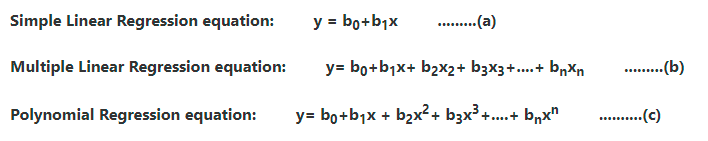 Simple Linear Regression equation: y = b₀+b₁x .........(a)
Multiple Linear Regression equation: y= b₀+b₁x+ b₂x₂+ b₃x₃+....+ bₙxₙ .........(b)
Polynomial Regression equation: y= b₀+b₁x + b₂x²+ b₃x³+....+ bₙxⁿ ..........(c)